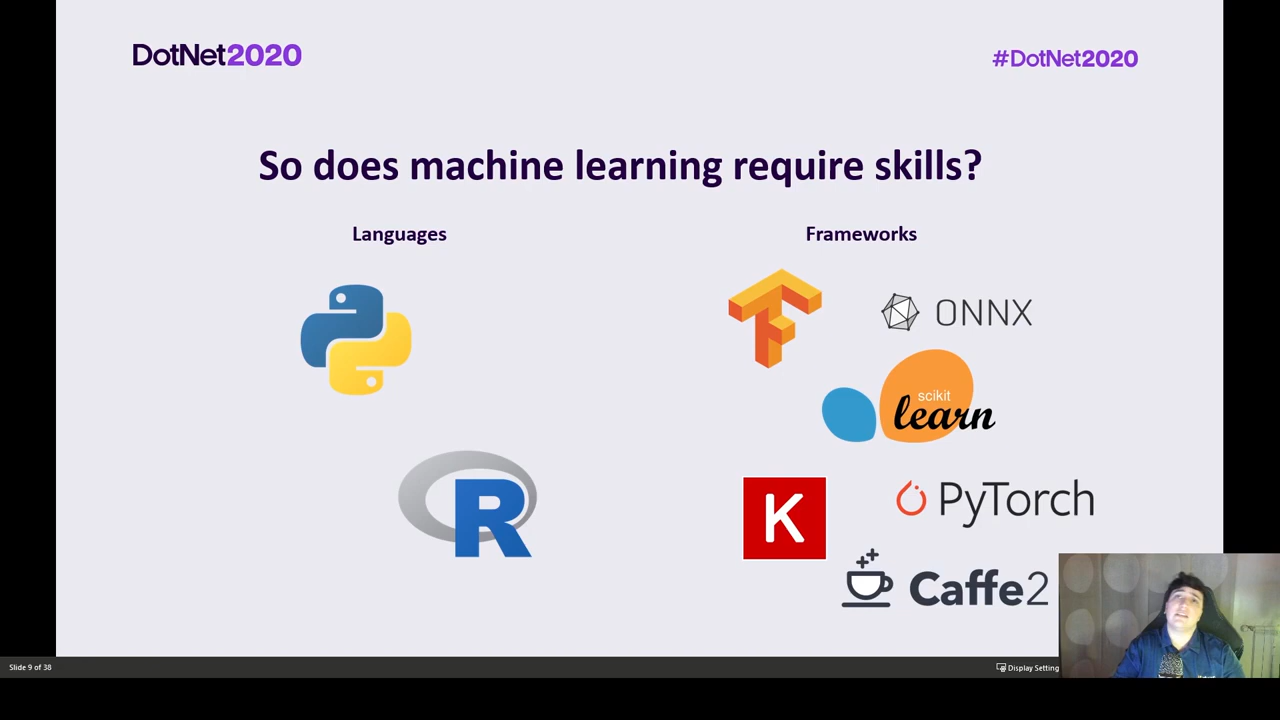 DotNet2020
#DotNet2020
So does machine learning require skills?
Languages
Frameworks
ONNX
scikit
learn
R
K
PyTorch
Caffe2
Slide 9 of 38
Display Setting